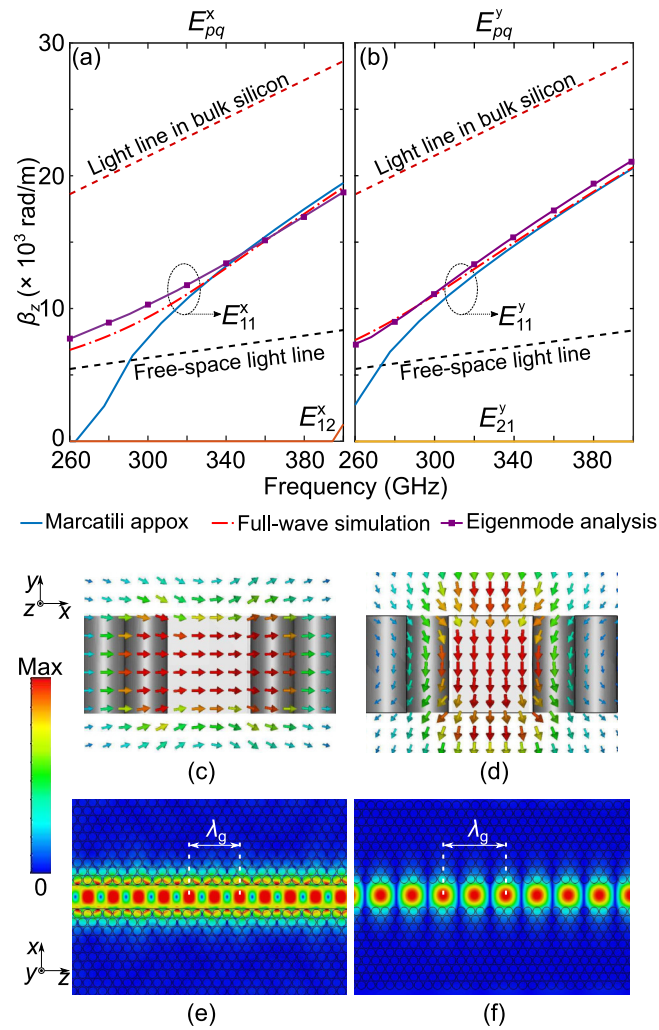 E^x_pq E^y_pq
(a) (b)
30
20
10
0
β_z (× 10³ rad/m)
Light line in bulk silicon
Light line in bulk silicon
E^x_11
E^y_11
Free-space light line
Free-space light line
E^x_12
E^y_21
260 300 340 380 260 300 340 380
Frequency (GHz)
Marcatili appox Full-wave simulation Eigenmode analysis
y
z x
Max
0
(c) (d)
λ_g λ_g
x
y z
(e) (f)